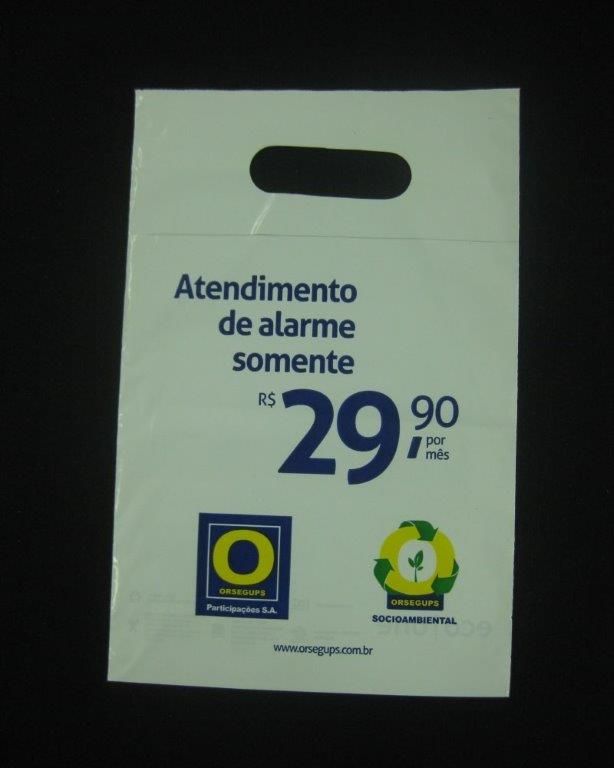 Atendimento
de alarme
somente
R$ 29,90
por
mês
O
ORSEGUPS
Participações S.A.
ORSEGUPS
SOCIOAMBIENTAL
www.orsegups.com.br